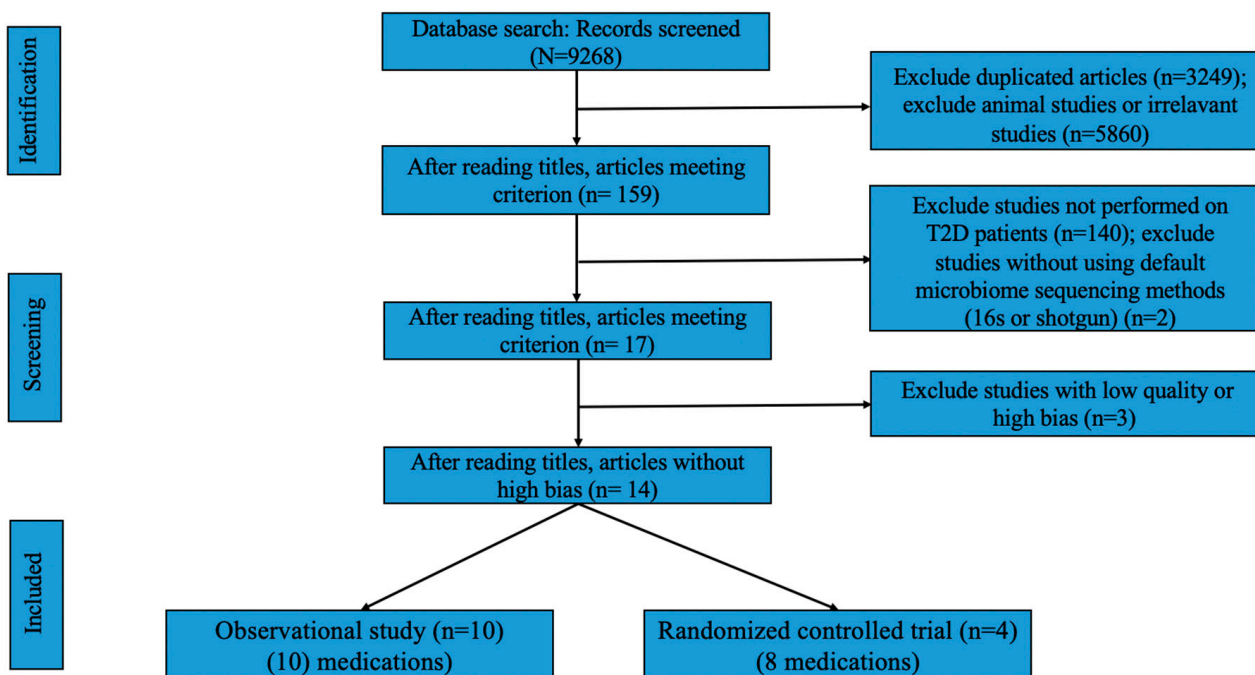 Identification
Database search: Records screened
(N=9268)
Exclude duplicated articles (n=3249);
exclude animal studies or irrelavant
studies (n=5860)
After reading titles, articles meeting
criterion (n= 159)
Exclude studies not performed on
T2D patients (n=140); exclude
studies without using default
microbiome sequencing methods
(16s or shotgun) (n=2)
Screening
After reading titles, articles meeting
criterion (n= 17)
Exclude studies with low quality or
high bias (n=3)
After reading titles, articles without
high bias (n= 14)
Included
Observational study (n=10)
(10) medications)
Randomized controlled trial (n=4)
(8 medications)